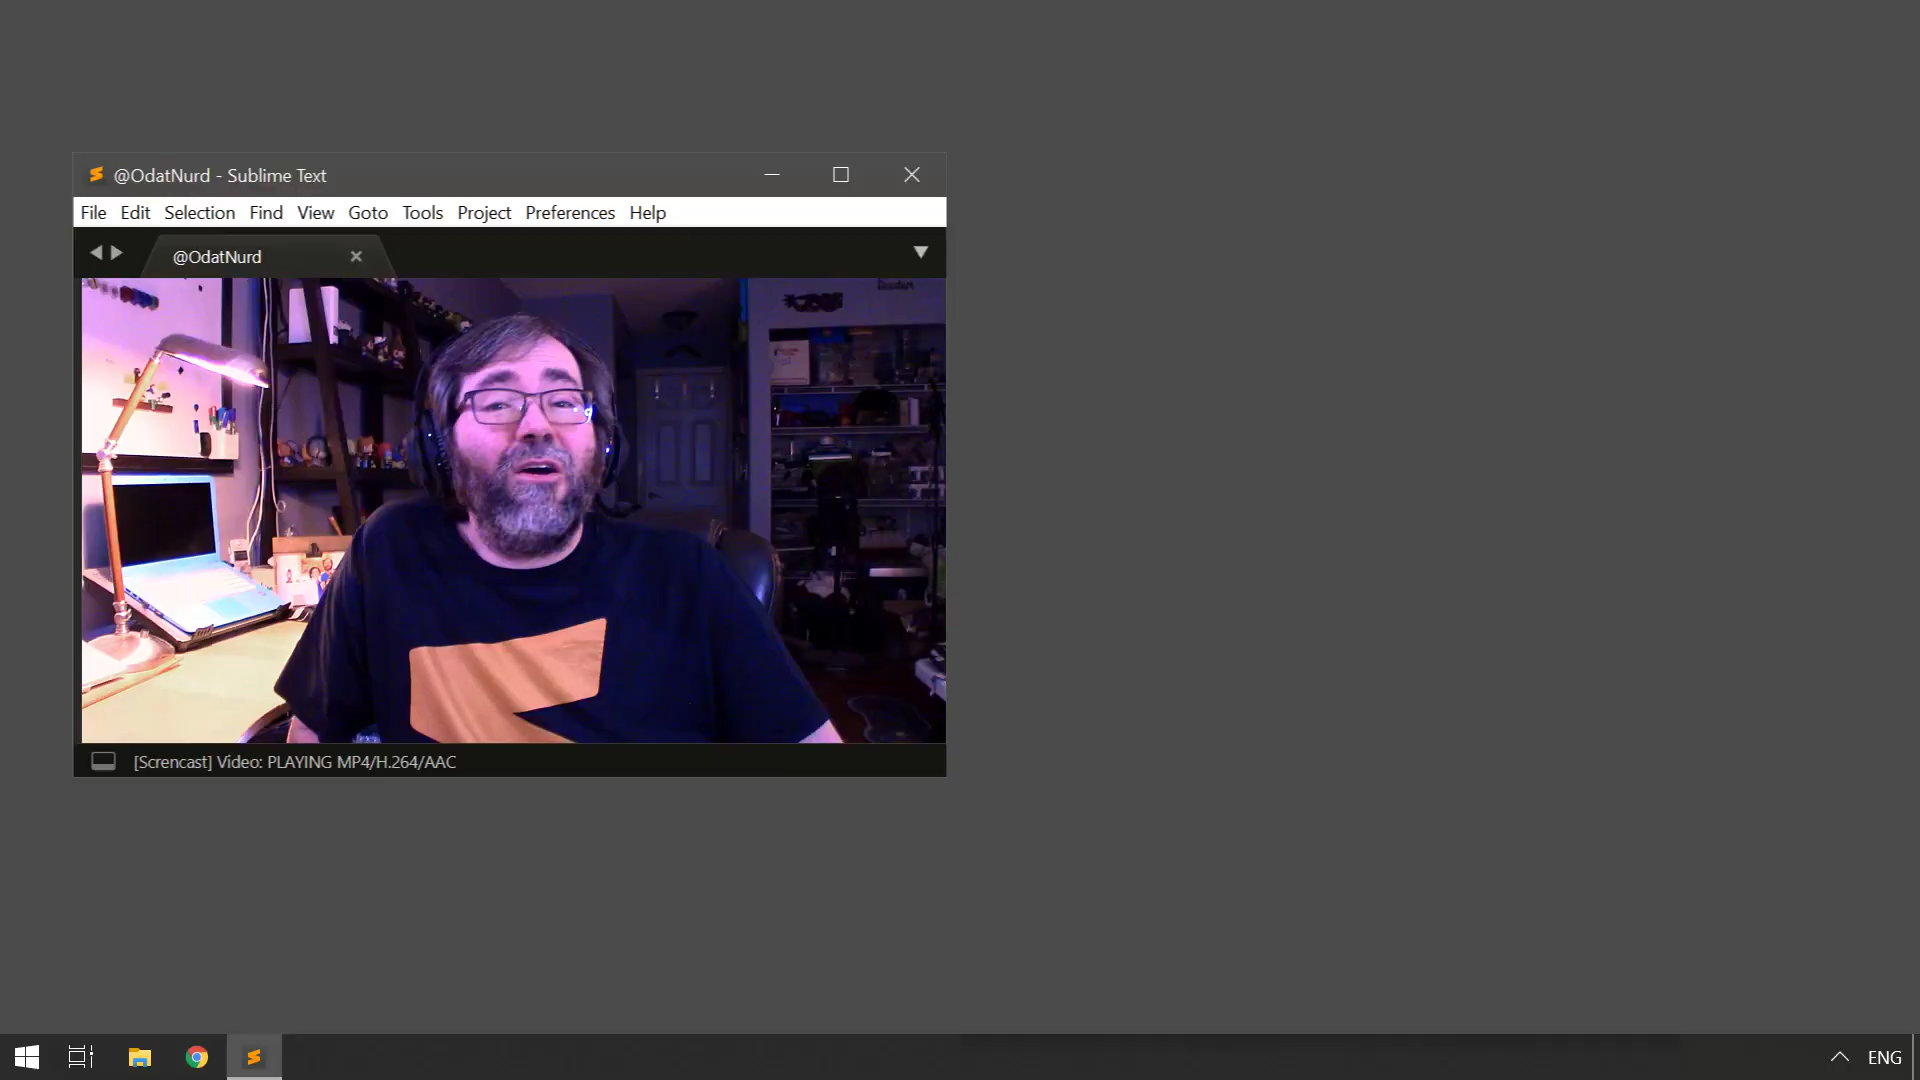 @OdatNurd - Sublime Text
File Edit Selection Find View Goto Tools Project Preferences Help
@OdatNurd
[Screncast] Video: PLAYING MP4/H.264/AAC
ENG